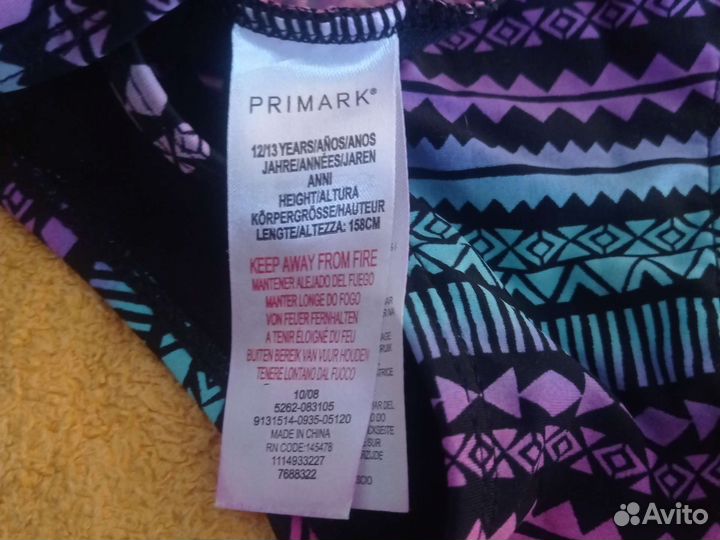 PRIMARK®
12/13 YEARS/AÑOS/ANOS
JAHRE/ANNÉES/JAREN
ANNI
HEIGHT/ALTURA
KÖRPERGRÖSSE/HAUTEUR
LENGTE/ALTEZZA: 158CM
KEEP AWAY FROM FIRE
MANTENER ALEJADO DEL FUEGO
MANTER LONGE DO FOGO
VON FEUER FERNHALTEN
A TENIR ÉLOIGNÉ DU FEU
BUITEN BEREIK VAN VUUR HOUDEN
TENERE LONTANO DAL FUOCO
10/08
5262-083105
9131514-0935-05120
MADE IN CHINA
RN CODE:145478
1114933227
7688322
Avito